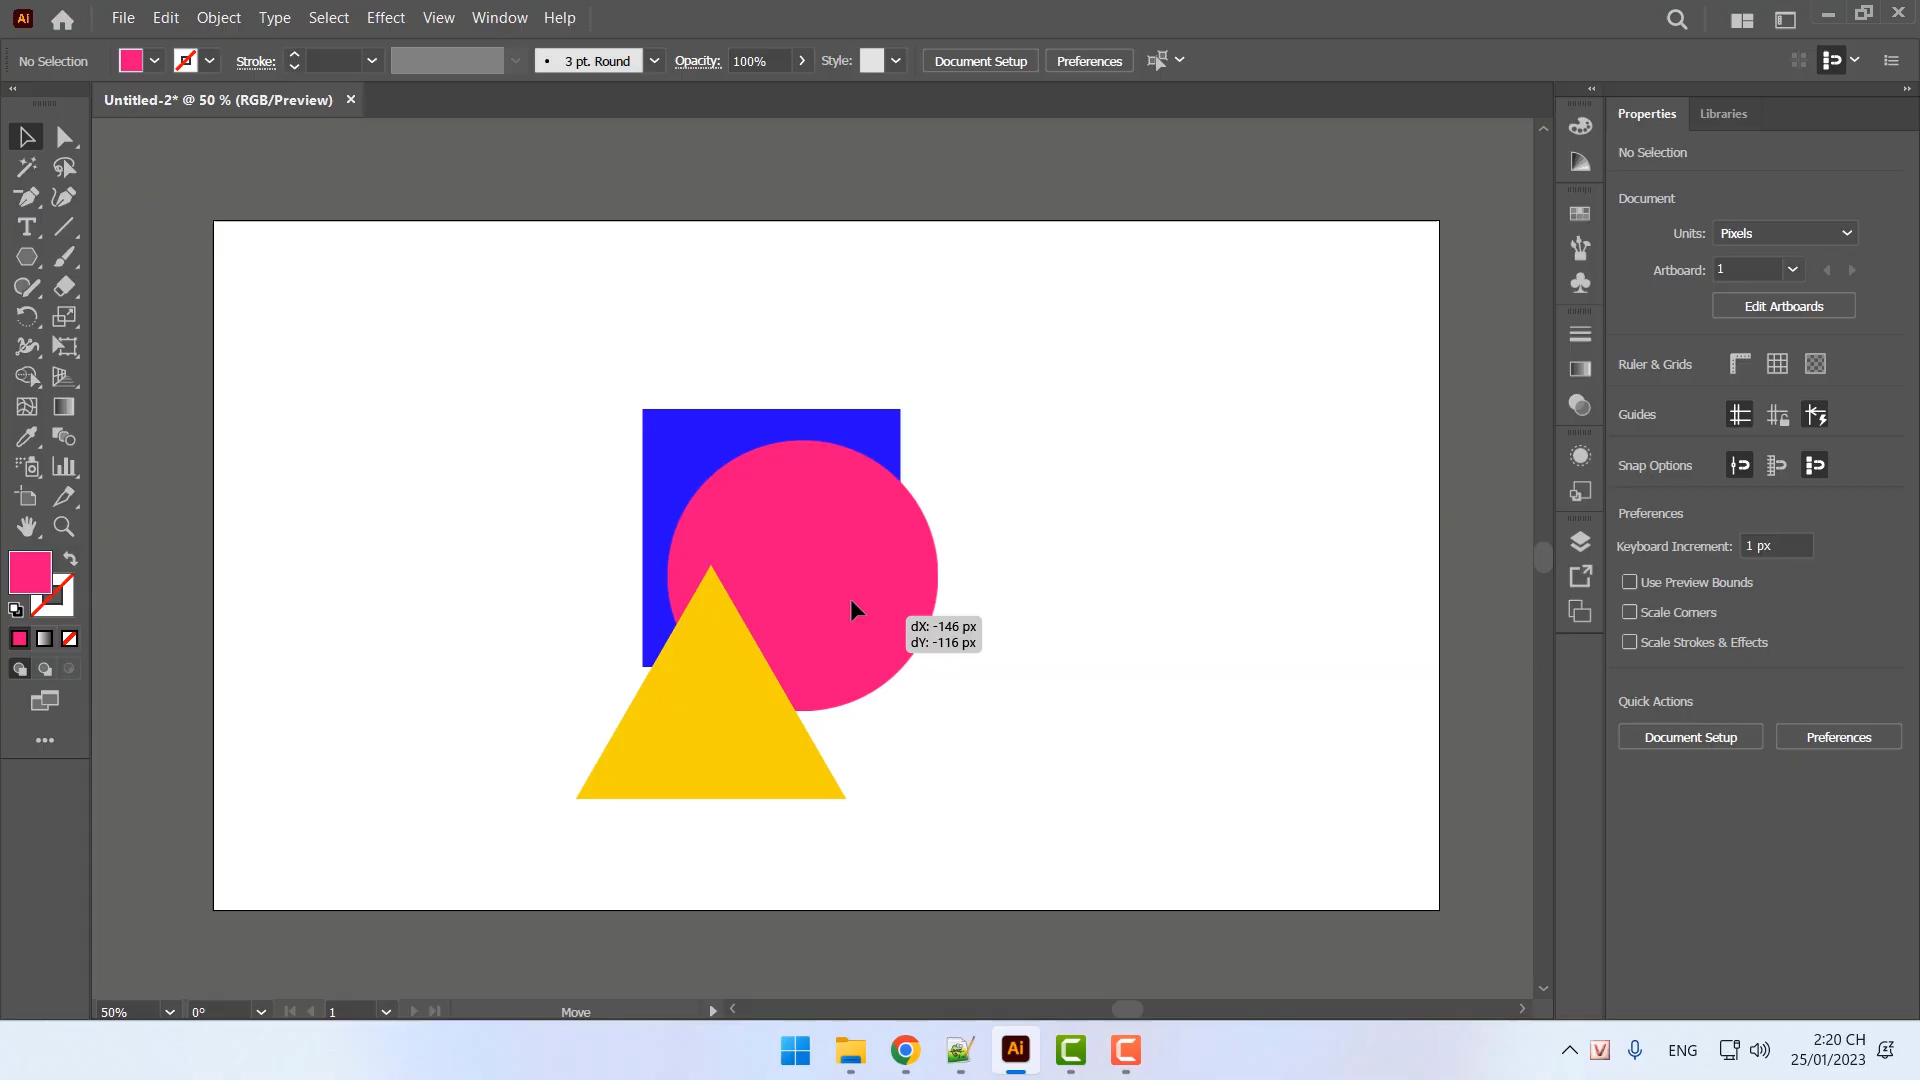 Ai File Edit Object Type Select Effect View Window Help
No Selection Stroke: 3 pt. Round Opacity: 100% Style: Document Setup Preferences
Untitled-2* @ 50 % (RGB/Preview)
Properties Libraries
No Selection
Document
Units: Pixels
Artboard: 1
Edit Artboards
Ruler & Grids
Guides
Snap Options
Preferences
Keyboard Increment: 1 px
Use Preview Bounds
Scale Corners
Scale Strokes & Effects
Quick Actions
Document Setup Preferences
dX: -146 px
dY: -116 px
50% 0° 1 Move
Ai
ENG
2:20 CH
25/01/2023